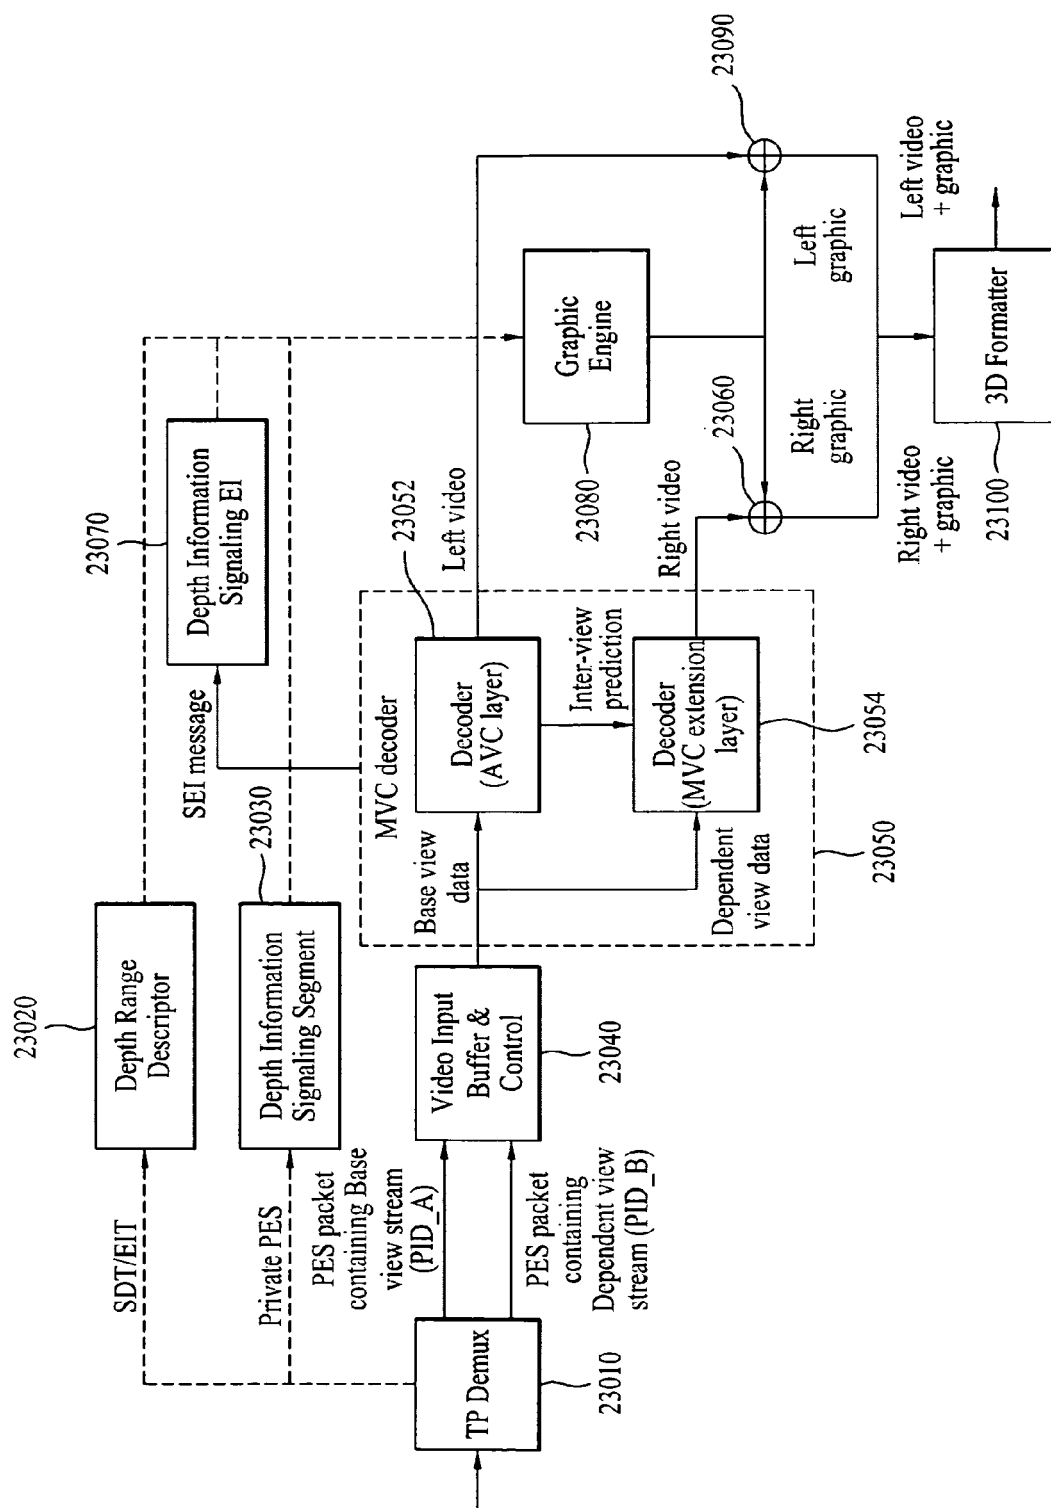 23020
Depth Range
Descriptor
SDT/EIT
Private PES
23030
Depth Information
Signaling Segment
SEI message
23070
Depth Information
Signaling EI
TP Demux
23010
PES packet
containing Base
view stream
(PID_A)
PES packet
containing
Dependent view
stream (PID_B)
Video Input
Buffer &
Control
23040
MVC decoder
Base view
data
Dependent
view data
23050
Decoder
(AVC layer)
23052
Inter-view
prediction
Decoder
(MVC extension
layer)
23054
Left video
Right video
Graphic
Engine
23080
23060
23090
Right
graphic
Left
graphic
Right video
+ graphic
Left video
+ graphic
3D Formatter
23100